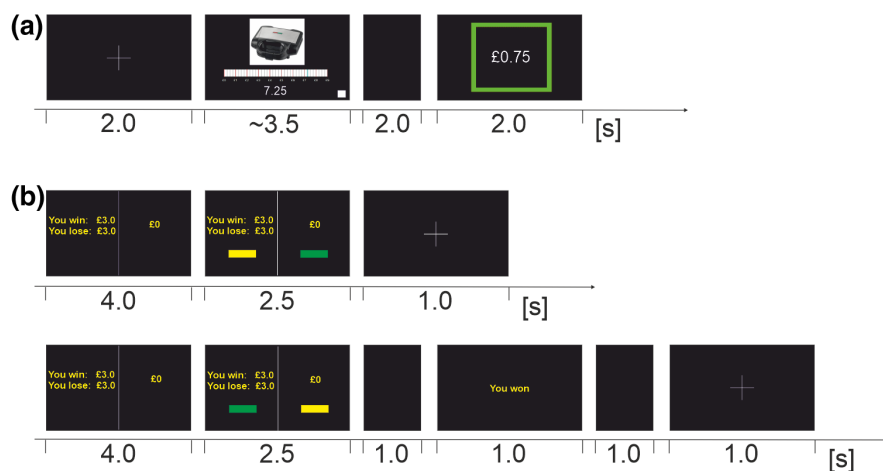 (a)
£0.75
7.25
2.0 ~3.5 2.0 2.0 [s]
(b)
You win: £3.0 £0
You lose: £3.0
You win: £3.0 £0
You lose: £3.0
4.0 2.5 1.0 [s]
You win: £3.0 £0
You lose: £3.0
You win: £3.0 £0
You lose: £3.0
You won
4.0 2.5 1.0 1.0 1.0 1.0 [s]